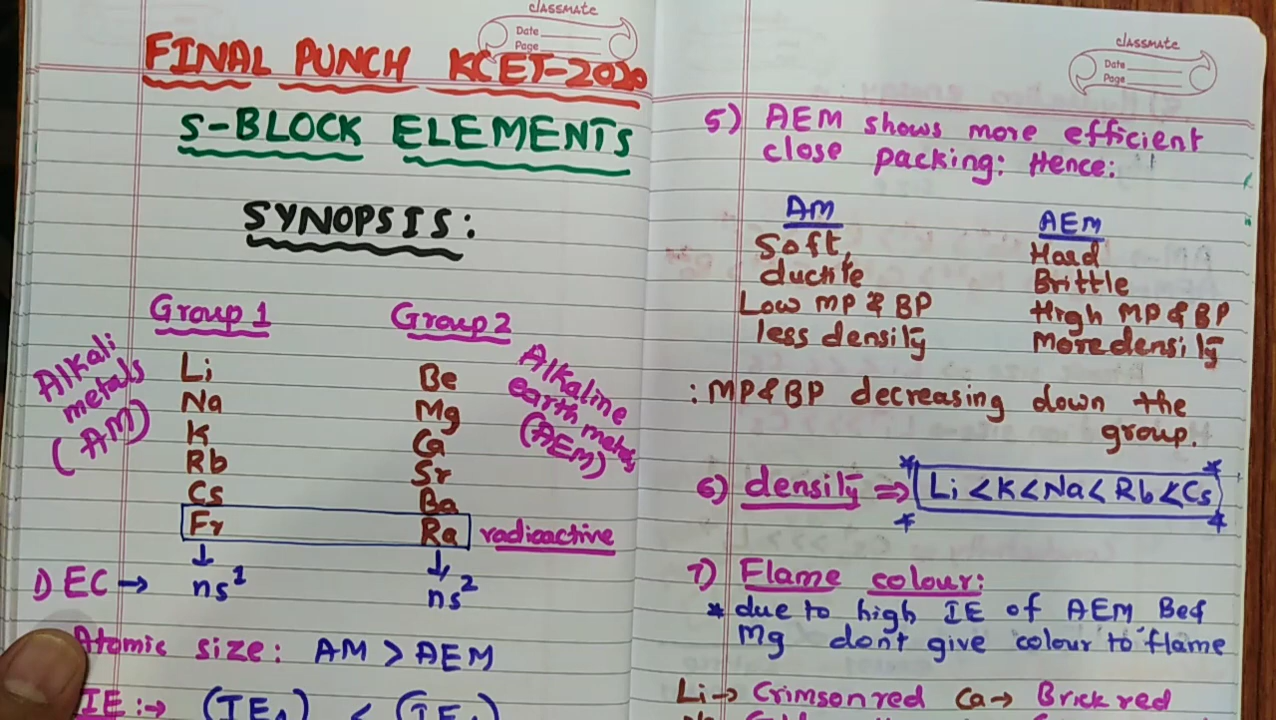 classmate
Date
Page
FINAL PUNCH KCET-2020
S-BLOCK ELEMENTS
SYNOPSIS:
Group 1 Group 2
Alkali metals (AM)
Li
Na
K
Rb
Cs
Fr
Be
Mg
Ca
Sr
Ba
Ra
Alkaline earth metals (AEM)
radioactive
DEC → ns1 ns2
Atomic size: AM > AEM
IE :→ (IE1) < (IE1)
classmate
Date
Page
5) AEM shows more efficient
close packing: Hence:
AM AEM
Soft, Hard
ductile Brittle
Low MP & BP High MP & BP
less density More density
: MP & BP decreasing down the
group.
6) density ⇒ Li < K < Na < Rb < Cs
7) Flame colour:
* due to high IE of AEM Be &
Mg don't give colour to flame
Li → Crimson red Ca → Brick red